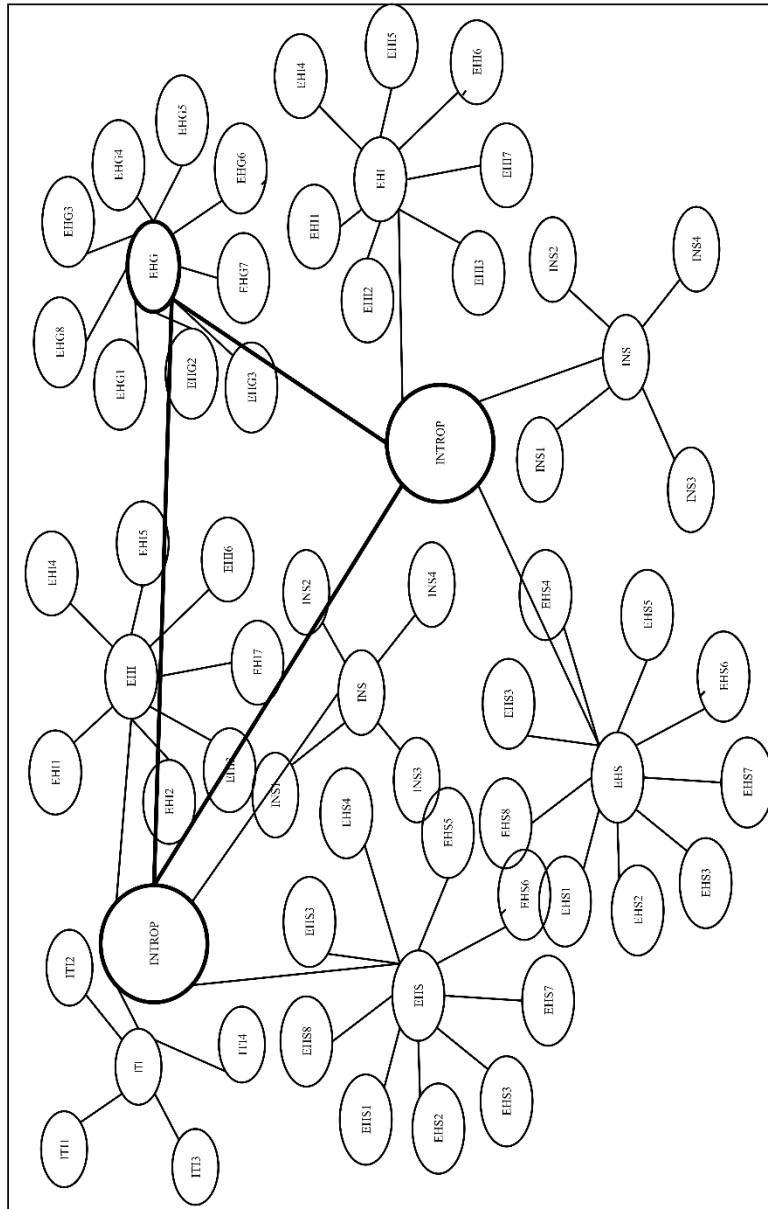 ITI1
ITI2
ITI3
ITI4
ITI
INTROP
EHI1
EHI4
EHI5
EHI6
EHI7
EHI2
EHI3
EHI
INS1
INS2
INS3
INS4
INS
EHS1
EHS8
EHS3
EHS4
EHS5
EHS6
EHS7
EHS3
EHS2
EHS
EHG8
EHG3
EHG4
EHG5
EHG6
EHG7
EHG1
EHG2
EHG3
EHG
INTROP
EHI1
EHI4
EHI5
EHI6
EHI7
EHI2
EHI3
EHI
INS1
INS2
INS3
INS4
INS
EHS1
EHS8
EHS3
EHS4
EHS5
EHS6
EHS7
EHS3
EHS2
EHS